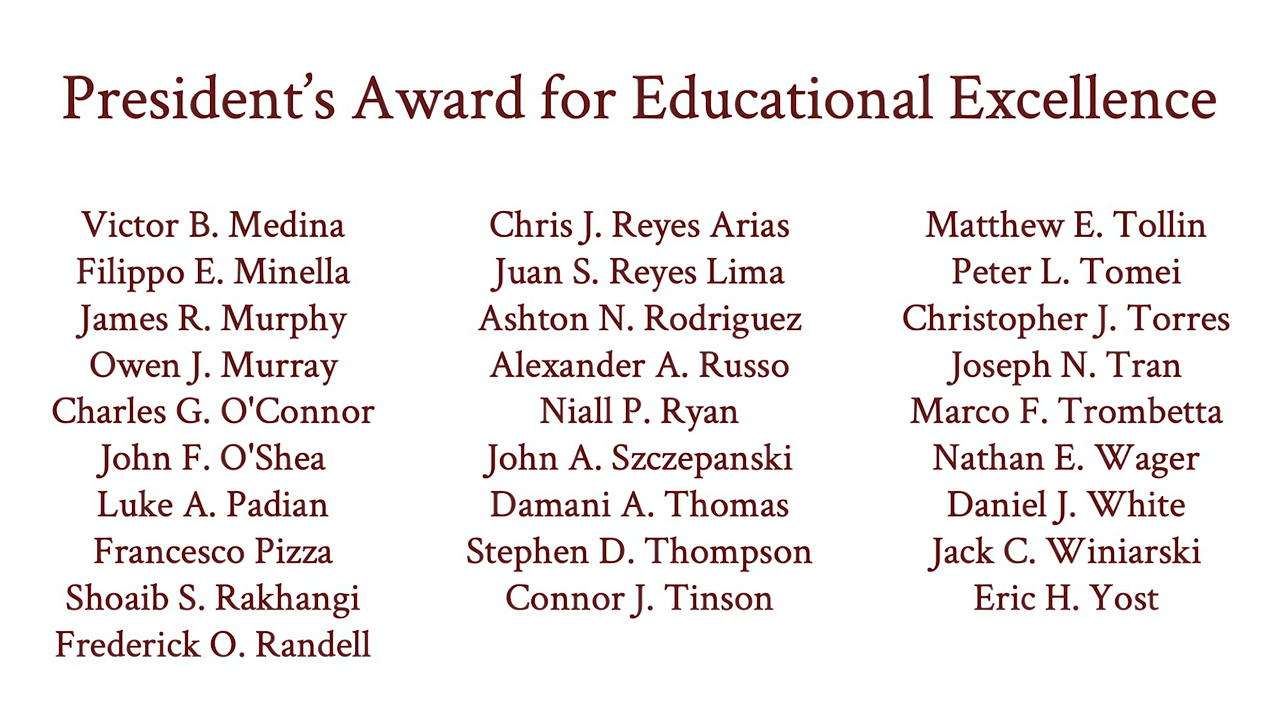 President’s Award for Educational Excellence
Victor B. Medina
Filippo E. Minella
James R. Murphy
Owen J. Murray
Charles G. O'Connor
John F. O'Shea
Luke A. Padian
Francesco Pizza
Shoaib S. Rakhangi
Frederick O. Randell
Chris J. Reyes Arias
Juan S. Reyes Lima
Ashton N. Rodriguez
Alexander A. Russo
Niall P. Ryan
John A. Szczepanski
Damani A. Thomas
Stephen D. Thompson
Connor J. Tinson
Matthew E. Tollin
Peter L. Tomei
Christopher J. Torres
Joseph N. Tran
Marco F. Trombetta
Nathan E. Wager
Daniel J. White
Jack C. Winiarski
Eric H. Yost